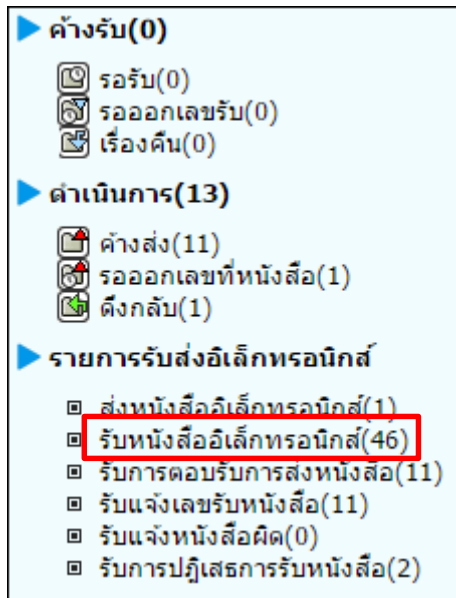 ค้างรับ(0)
รอรับ(0)
รอออกเลขรับ(0)
เรื่องคืน(0)
ดำเนินการ(13)
ค้างส่ง(11)
รอออกเลขที่หนังสือ(1)
ดึงกลับ(1)
รายการรับส่งอิเล็กทรอนิกส์
ส่งหนังสืออิเล็กทรอนิกส์(1)
รับหนังสืออิเล็กทรอนิกส์(46)
รับการตอบรับการส่งหนังสือ(11)
รับแจ้งเลขรับหนังสือ(11)
รับแจ้งหนังสือผิด(0)
รับการปฏิเสธการรับหนังสือ(2)